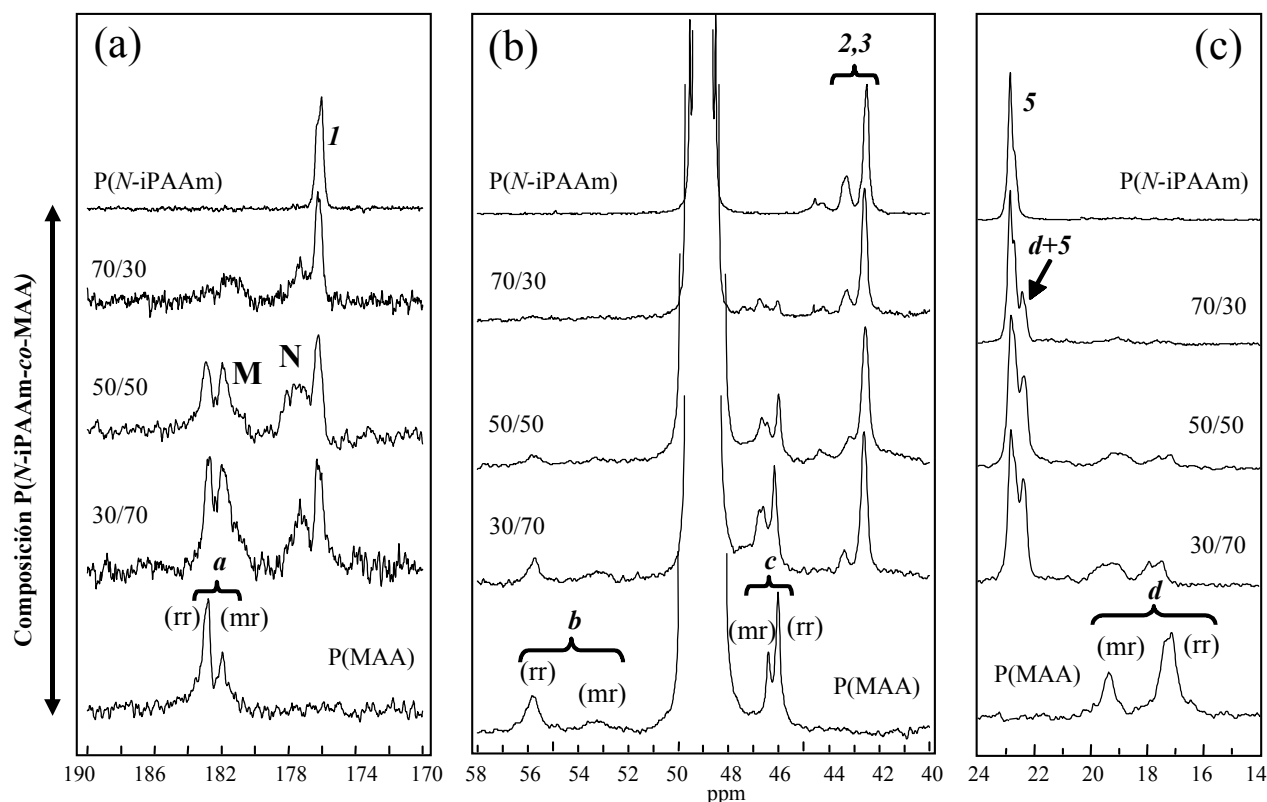 Composición P(N-iPAAm-co-MAA)
(a)
1
P(N-iPAAm)
70/30
50/50
M
N
30/70
a
(rr)
(mr)
P(MAA)
190
186
182
178
174
170
(b)
2,3
P(N-iPAAm)
70/30
50/50
30/70
c
(mr)
(rr)
b
(rr)
(mr)
P(MAA)
58
56
54
52
50
48
46
44
42
40
ppm
(c)
5
P(N-iPAAm)
d+5
70/30
50/50
30/70
d
(mr)
(rr)
P(MAA)
24
22
20
18
16
14